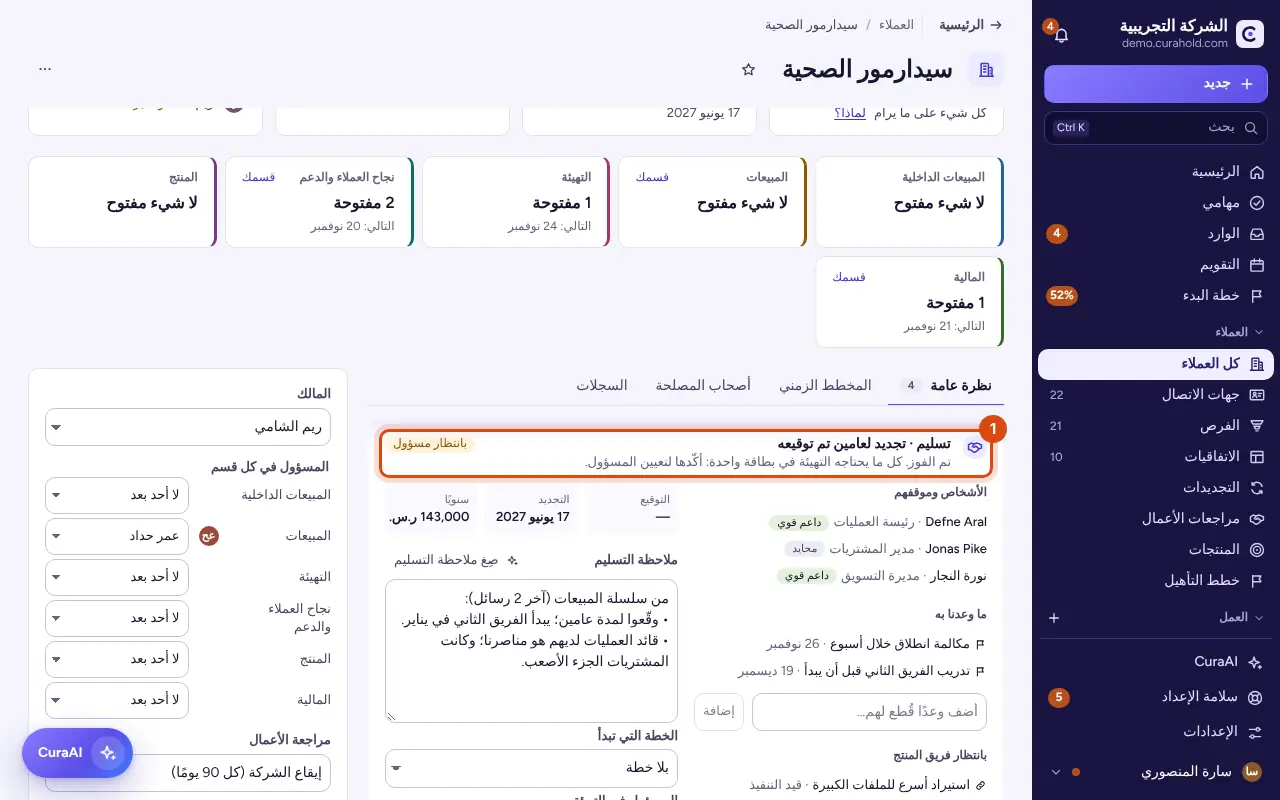 الشركة التجريبية
demo.curahold.com
4
جديد
بحث
Ctrl K
الرئيسية
مهامي
الوارد
4
التقويم
خطة البدء
52%
العملاء
كل العملاء
جهات الاتصال
22
الفرص
21
الاتفاقيات
10
التجديدات
مراجعات الأعمال
المنتجات
خطط التأهيل
العمل
CuraAI
سلامة الإعداد
5
الإعدادات
سا
سارة المنصوري
الرئيسية
العملاء / سيدارمور الصحية
سيدارمور الصحية
كل شيء على ما يرام لماذا؟
17 يونيو 2027
المبيعات الداخلية
لا شيء مفتوح
المبيعات
قسمك
لا شيء مفتوح
التهيئة
1 مفتوحة
التالي: 24 نوفمبر
نجاح العملاء والدعم
قسمك
2 مفتوحة
التالي: 20 نوفمبر
المنتج
لا شيء مفتوح
المالية
قسمك
1 مفتوحة
التالي: 21 نوفمبر
نظرة عامة 4
المخطط الزمني
أصحاب المصلحة
السجلات
1
تسليم · تجديد لعامين تم توقيعه
بانتظار مسؤول
تم الفوز. كل ما يحتاجه التهيئة في بطاقة واحدة: أكّدها لتعيين المسؤول.
الأشخاص وموقفهم
Defne Aral · رئيسة العمليات داعم قوي
Jonas Pike · مدير المشتريات محايد
نورة النجار · مديرة التسويق داعم قوي
ما وعدنا به
مكالمة انطلاق خلال أسبوع · 26 نوفمبر
تدريب الفريق الثاني قبل أن يبدأ · 19 ديسمبر
أضف وعدًا قُطع لهم...
إضافة
بانتظار فريق المنتج
استيراد أسرع للملفات الكبيرة · قيد التنفيذ
التوقيع
—
التجديد
17 يونيو 2027
سنويًا
143,000 ر.س.
ملاحظة التسليم
صِغ ملاحظة التسليم
من سلسلة المبيعات (آخر 2 رسائل):
• وقّعوا لمدة عامين؛ يبدأ الفريق الثاني في يناير.
• قائد العمليات لديهم هو مناصرنا؛ وكانت
المشتريات الجزء الأصعب.
الخطة التي تبدأ
بلا خطة
المالك
ريم الشامي
المسؤول في كل قسم
المبيعات الداخلية
لا أحد بعد
المبيعات
عح
عمر حداد
التهيئة
لا أحد بعد
نجاح العملاء
والدعم
لا أحد بعد
المنتج
لا أحد بعد
المالية
لا أحد بعد
مراجعة الأعمال
إيقاع الشركة (كل 90 يومًا)
CuraAI